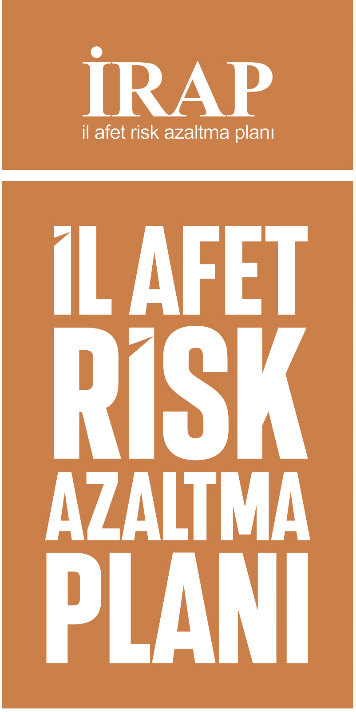 İRAP
il afet risk azaltma planı
İL AFET
RİSK
AZALTMA
PLANI